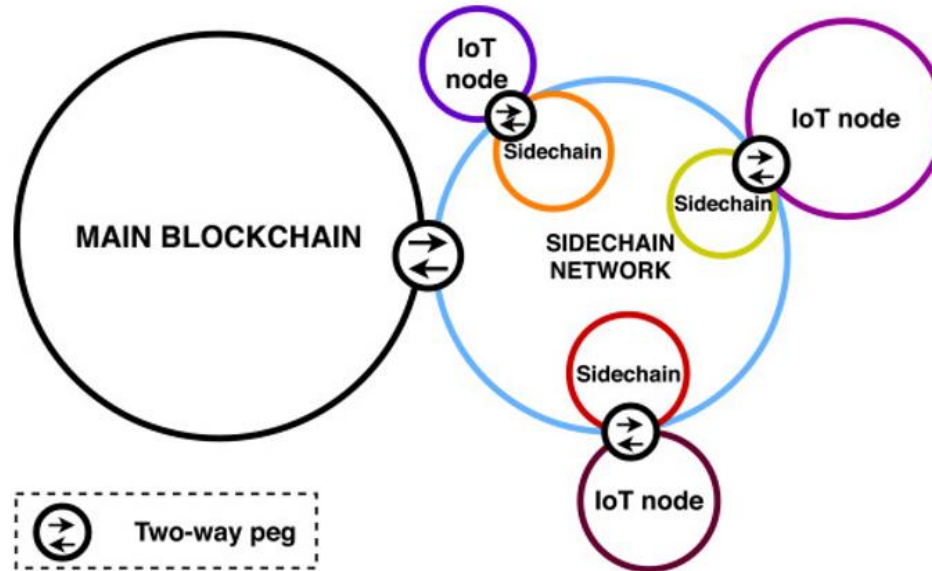 IoT
node
IoT node
Sidechain
Sidechain
MAIN BLOCKCHAIN
SIDECHAIN
NETWORK
Sidechain
IoT node
Two-way peg